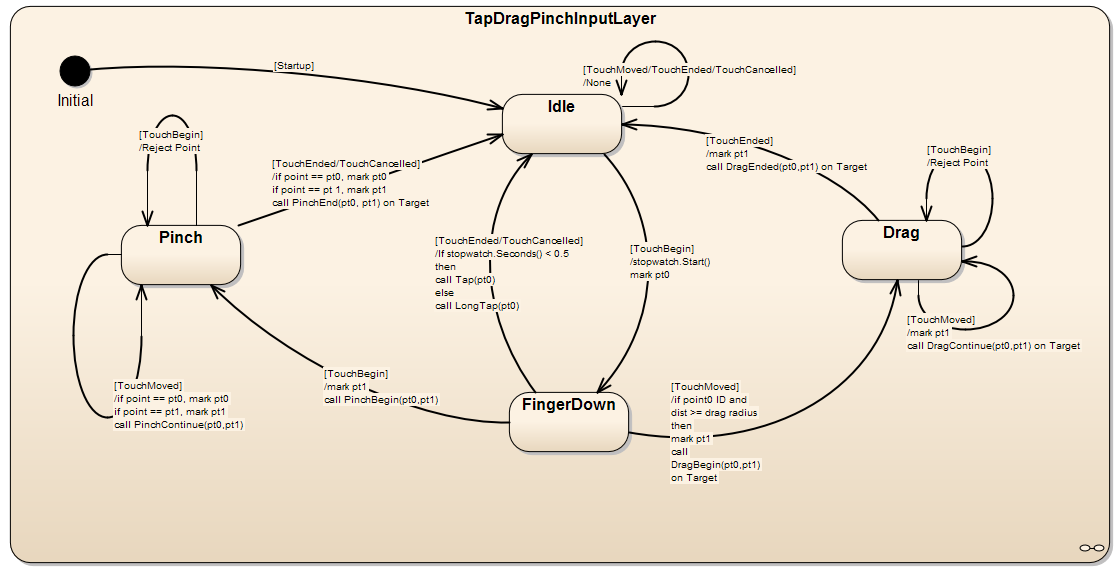 TapDragPinchInputLayer
[Startup]
Initial
[TouchMoved/TouchEnded/TouchCancelled]
/None
Idle
[TouchBegin]
/Reject Point
[TouchEnded/TouchCancelled]
/if point == pt0, mark pt0
if point == pt 1, mark pt1
call PinchEnd(pt0, pt1) on Target
[TouchEnded]
/mark pt1
call DragEnded(pt0,pt1) on Target
[TouchBegin]
/Reject Point
Pinch
Drag
[TouchEnded/TouchCancelled]
/If stopwatch.Seconds() < 0.5
then
call Tap(pt0)
else
call LongTap(pt0)
[TouchBegin]
/stopwatch.Start()
mark pt0
[TouchMoved]
/mark pt1
call DragContinue(pt0,pt1) on Target
[TouchMoved]
/if point == pt0, mark pt0
if point == pt1, mark pt1
call PinchContinue(pt0,pt1)
[TouchBegin]
/mark pt1
call PinchBegin(pt0,pt1)
FingerDown
[TouchMoved]
/if point0 ID and
dist >= drag radius
then
mark pt1
call
DragBegin(pt0,pt1)
on Target